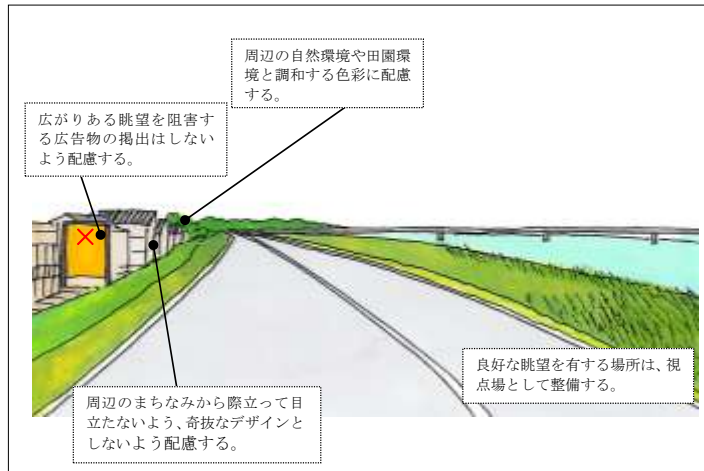 周辺の自然環境や田園環
境と調和する色彩に配慮
する。
広がりある眺望を阻害す
る広告物の掲出はしない
よう配慮する。
良好な眺望を有する場所は、視
点場として整備する。
周辺のまちなみから際立って目
立たないよう、奇抜なデザインと
しないよう配慮する。